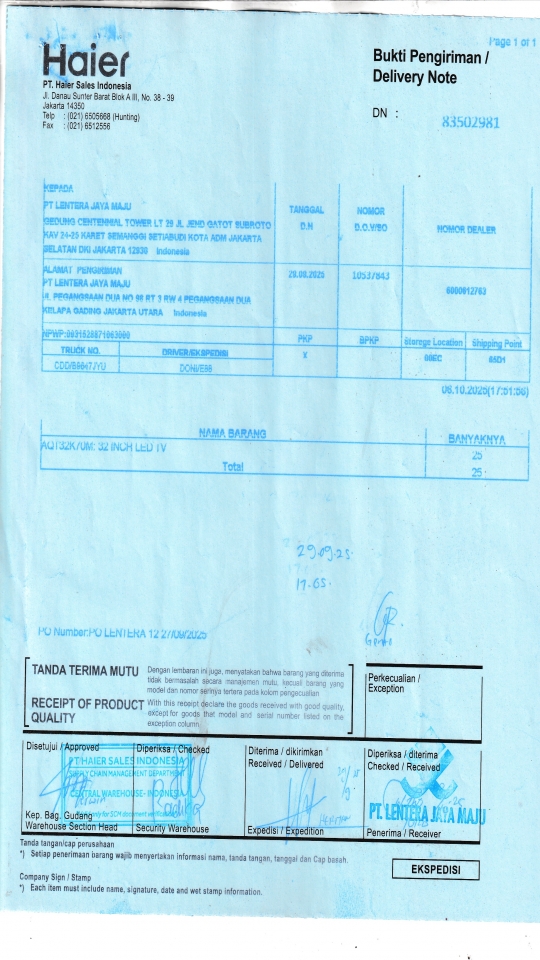 Page 1 of 1
Haier
PT. Haier Sales Indonesia
Jl. Danau Sunter Barat Blok A III, No. 38 - 39
Jakarta 14350
Telp : (021) 6505668 (Hunting)
Fax : (021) 6512556
Bukti Pengiriman /
Delivery Note
DN : 83502981
KEPADA
PT LENTERA JAYA MAJU
GEDUNG CENTENNIAL TOWER LT 29 JL JEND GATOT SUBROTO
KAV 24-25 KARET SEMANGGI SETIABUDI KOTA ADM JAKARTA
SELATAN DKI JAKARTA 12930 Indonesia
TANGGAL
D.N
NOMOR
D.O./SO
NOMOR DEALER
ALAMAT PENGIRIMAN
PT LENTERA JAYA MAJU
JL PEGANGSAAN DUA NO 98 RT 3 RW 4 PEGANGSAAN DUA
KELAPA GADING JAKARTA UTARA Indonesia
29.09.2025
10537643
NPWP:
PKP
BPKP
Storage Location
Shipping Point
TRUCK NO.
DRIVER/EKSPEDISI
X
06.10.2025(17:51:56)
NAMA BARANG
BANYAKNYA
AQT32K70M: 32 INCH LED TV
25
Total
25
29.09.25
17.05
PO Number:PO LENTERA 12 27/09/2025
TANDA TERIMA MUTU
Dengan lembaran ini juga, menyatakan bahwa barang yang diterima
tidak bermasalah secara manajemen mutu, kecuali barang yang
model dan nomor serinya tertera pada kolom pengecualian
RECEIPT OF PRODUCT
QUALITY
With this receipt declare the goods received with good quality,
except for goods that model and serial number listed on the
exception column.
Perkecualian /
Exception
Disetujui / Approved
Diperiksa / Checked
Diterima / dikirimkan
Received / Delivered
Diperiksa / diterima
Checked / Received
PT HAIER SALES INDONESIA
SUPPLY CHAIN MANAGEMENT DEPARTMENT
CENTRAL WAREHOUSE- INDONESIA
PT. LENTERA JAYA MAJU
Kep. Bag. Gudang
Warehouse Section Head
Security Warehouse
Expedisi / Expedition
Penerima / Receiver
Tanda tangan/cap perusahaan
*) Setiap penerimaan barang wajib menyertakan informasi nama, tanda tangan, tanggal dan Cap basah.
Company Sign / Stamp
*) Each item must include name, signature, date and wet stamp information.
EKSPEDISI